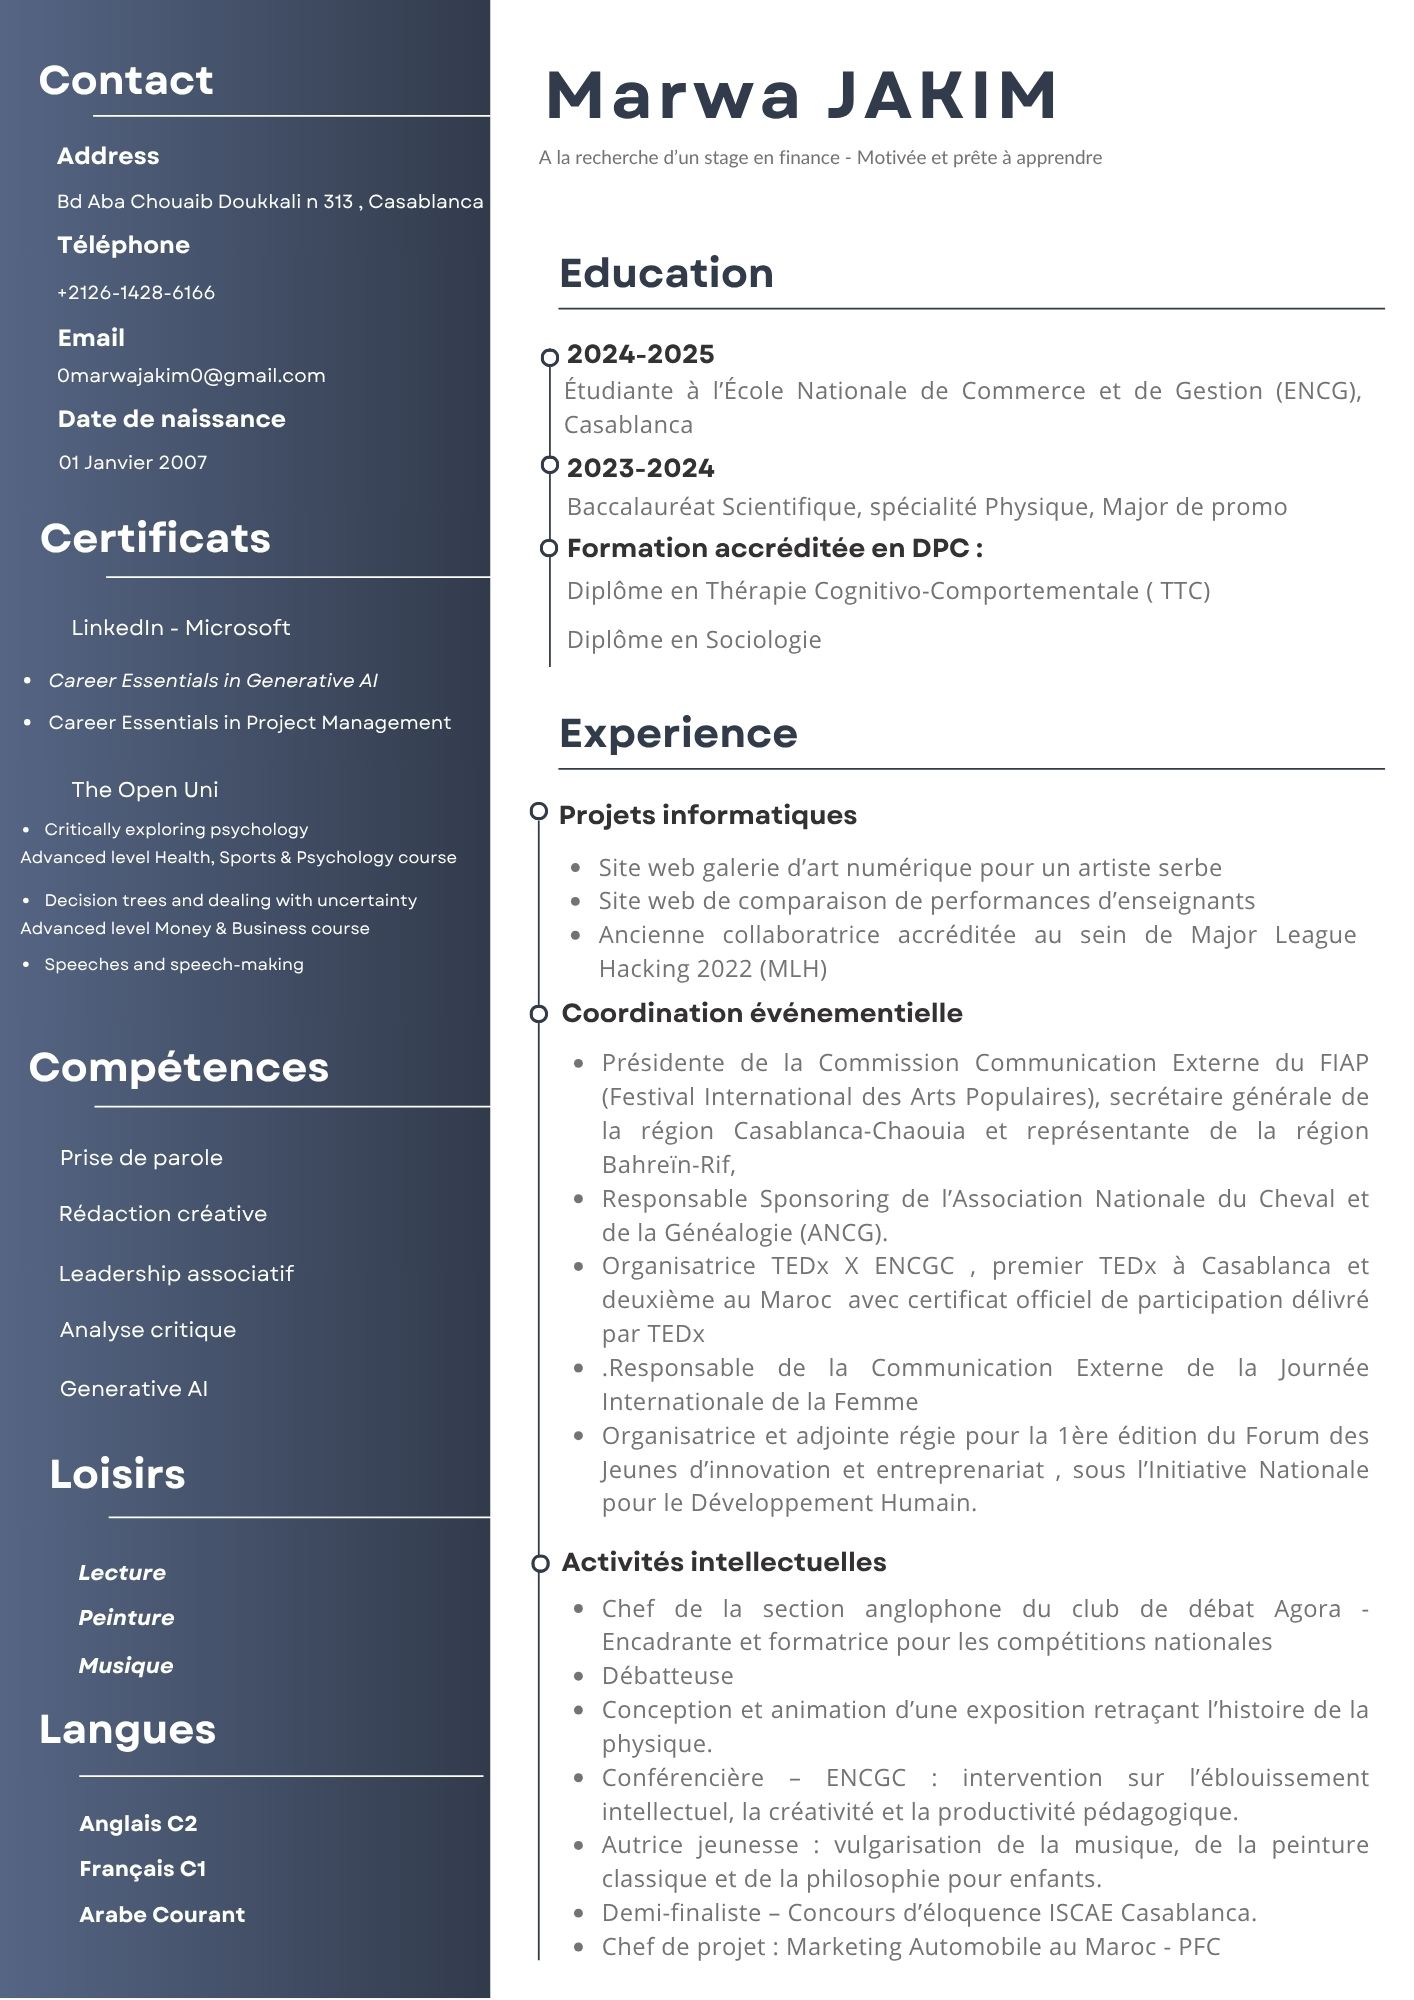 Contact
Address
Bd Aba Chouaib Doukkali n 313 , Casablanca
Téléphone
+2126-1428-6166
Email
0marwajakim0@gmail.com
Date de naissance
01 Janvier 2007
Certificats
LinkedIn - Microsoft
• Career Essentials in Generative AI
• Career Essentials in Project Management
The Open Uni
• Critically exploring psychology
Advanced level Health, Sports & Psychology course
• Decision trees and dealing with uncertainty
Advanced level Money & Business course
• Speeches and speech-making
Compétences
Prise de parole
Rédaction créative
Leadership associatif
Analyse critique
Generative AI
Loisirs
Lecture
Peinture
Musique
Langues
Anglais C2
Français C1
Arabe Courant
Marwa JAKIM
A la recherche d’un stage en finance - Motivée et prête à apprendre
Education
2024-2025
Étudiante à l’École Nationale de Commerce et de Gestion (ENCG),
Casablanca
2023-2024
Baccalauréat Scientifique, spécialité Physique, Major de promo
Formation accréditée en DPC :
Diplôme en Thérapie Cognitivo-Comportementale ( TTC)
Diplôme en Sociologie
Experience
Projets informatiques
• Site web galerie d’art numérique pour un artiste serbe
• Site web de comparaison de performances d’enseignants
• Ancienne collaboratrice accréditée au sein de Major League
Hacking 2022 (MLH)
Coordination événementielle
• Présidente de la Commission Communication Externe du FIAP
(Festival International des Arts Populaires), secrétaire générale de
la région Casablanca-Chaouia et représentante de la région
Bahreïn-Rif,
• Responsable Sponsoring de l’Association Nationale du Cheval et
de la Généalogie (ANCG).
• Organisatrice TEDx X ENCGC , premier TEDx à Casablanca et
deuxième au Maroc  avec certificat officiel de participation délivré
par TEDx
• .Responsable de la Communication Externe de la Journée
Internationale de la Femme
• Organisatrice et adjointe régie pour la 1ère édition du Forum des
Jeunes d’innovation et entreprenariat , sous l’Initiative Nationale
pour le Développement Humain.
Activités intellectuelles
• Chef de la section anglophone du club de débat Agora -
Encadrante et formatrice pour les compétitions nationales
• Débatteuse
• Conception et animation d’une exposition retraçant l’histoire de la
physique.
• Conférencière – ENCGC : intervention sur l’éblouissement
intellectuel, la créativité et la productivité pédagogique.
• Autrice jeunesse : vulgarisation de la musique, de la peinture
classique et de la philosophie pour enfants.
• Demi-finaliste – Concours d’éloquence ISCAE Casablanca.
• Chef de projet : Marketing Automobile au Maroc - PFC